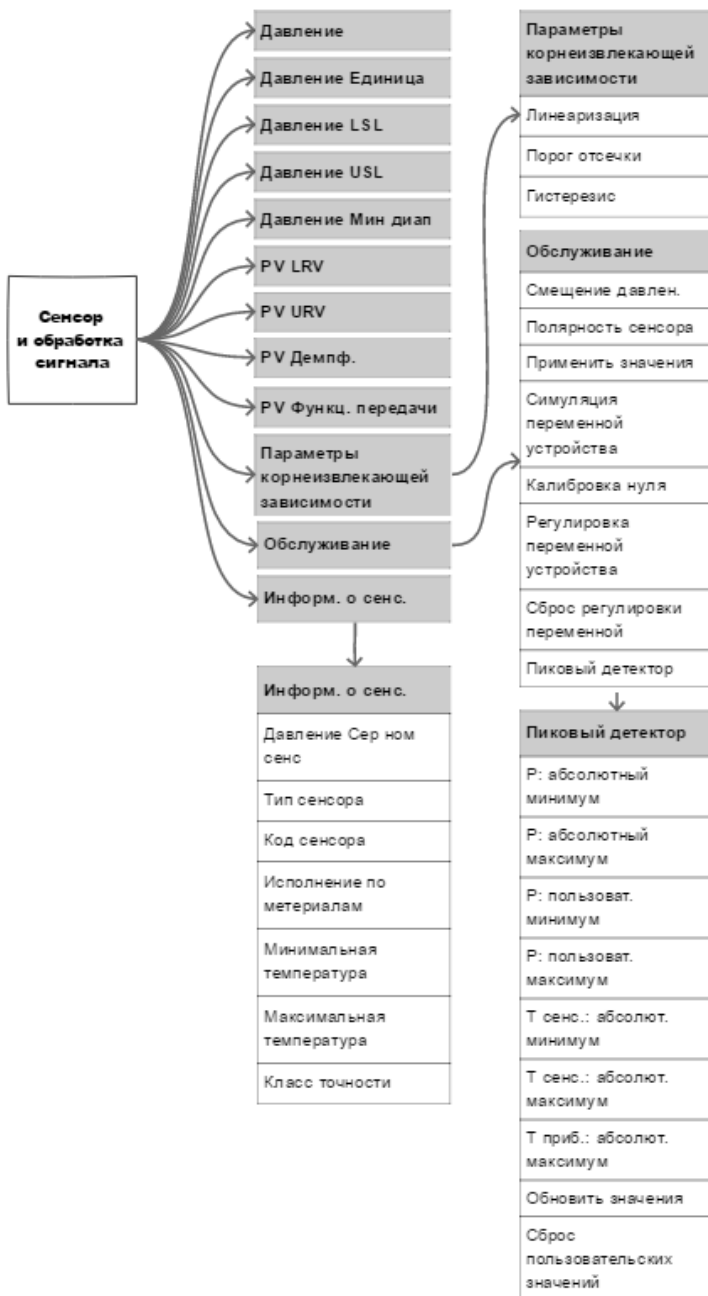 Сенсор
и обработка
сигнала
Давление
Давление Единица
Давление LSL
Давление USL
Давление Мин диап
PV LRV
PV URV
PV Демпф.
PV Функц. передачи
Параметры
корнеизвлекающей
зависимости
Обслуживание
Информ. о сенс.
Информ. о сенс.
Давление Сер ном
сенс
Тип сенсора
Код сенсора
Исполнение по
метериалам
Минимальная
температура
Максимальная
температура
Класс точности
Параметры
корнеизвлекающей
зависимости
Линеаризация
Порог отсечки
Гистерезис
Обслуживание
Смещение давлен.
Полярность сенсора
Применить значения
Симуляция
переменной
устройства
Калибровка нуля
Регулировка
переменной
устройства
Сброс регулировки
переменной
Пиковый детектор
Пиковый детектор
Р: абсолютный
минимум
Р: абсолютный
максимум
Р: пользоват.
минимум
Р: пользоват.
максимум
Т сенс.: абсолют.
минимум
Т сенс.: абсолют.
максимум
Т приб.: абсолют.
максимум
Обновить значения
Сброс
пользовательских
значений